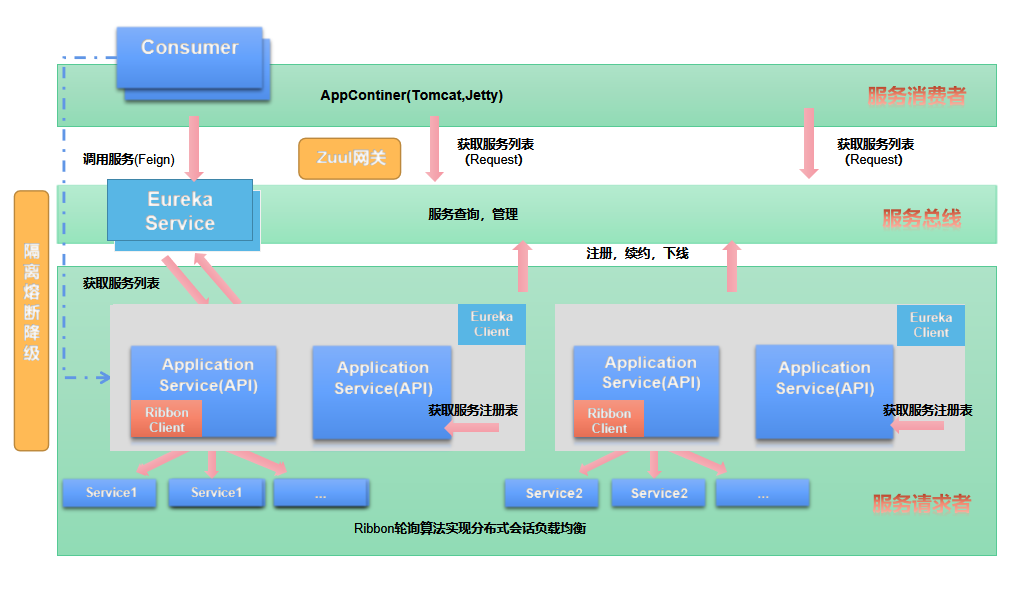 Consumer
AppContiner(Tomcat,Jetty)
服务消费者
调用服务(Feign)
Zuul网关
获取服务列表
(Request)
获取服务列表
(Request)
Eureka
Service
服务查询，管理
服务总线
注册，续约，下线
隔离熔断降级
获取服务列表
Eureka
Client
Eureka
Client
Application
Service(API)
Ribbon
Client
Application
Service(API)
获取服务注册表
Application
Service(API)
Ribbon
Client
Application
Service(API)
获取服务注册表
Service1
Service1
...
Service2
Service2
...
服务请求者
Ribbon轮询算法实现分布式会话负载均衡